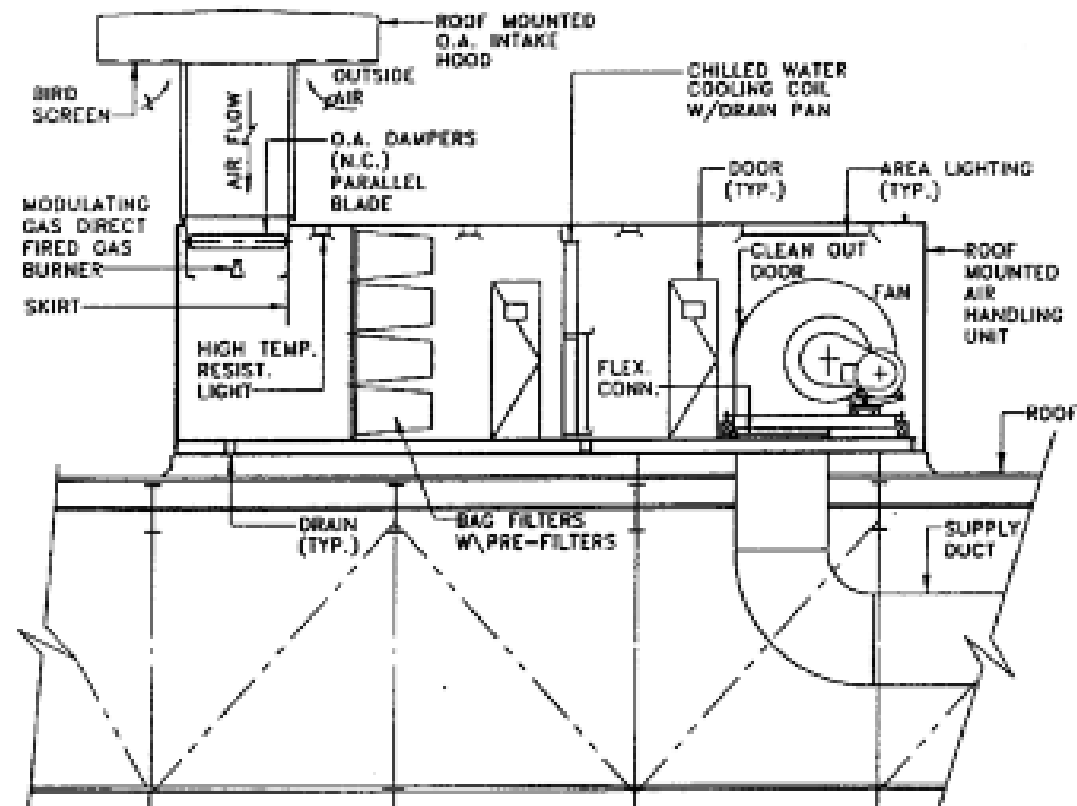 ROOF MOUNTED
O.A. INTAKE
HOOD
BIRD
SCREEN
OUTSIDE
AIR
AIR FLOW
CHILLED WATER
COOLING COIL
W/DRAIN PAN
O.A. DAMPERS
(N.C.)
PARALLEL
BLADE
DOOR
(TYP.)
AREA LIGHTING
(TYP.)
MODULATING
GAS DIRECT
FIRED GAS
BURNER
SKIRT
CLEAN OUT
DOOR
FAN
ROOF
MOUNTED
AIR
HANDLING
UNIT
HIGH TEMP.
RESIST.
LIGHT
FLEX.
CONN.
ROOF
DRAIN
(TYP.)
BAG FILTERS
W\PRE-FILTERS
SUPPLY
DUCT